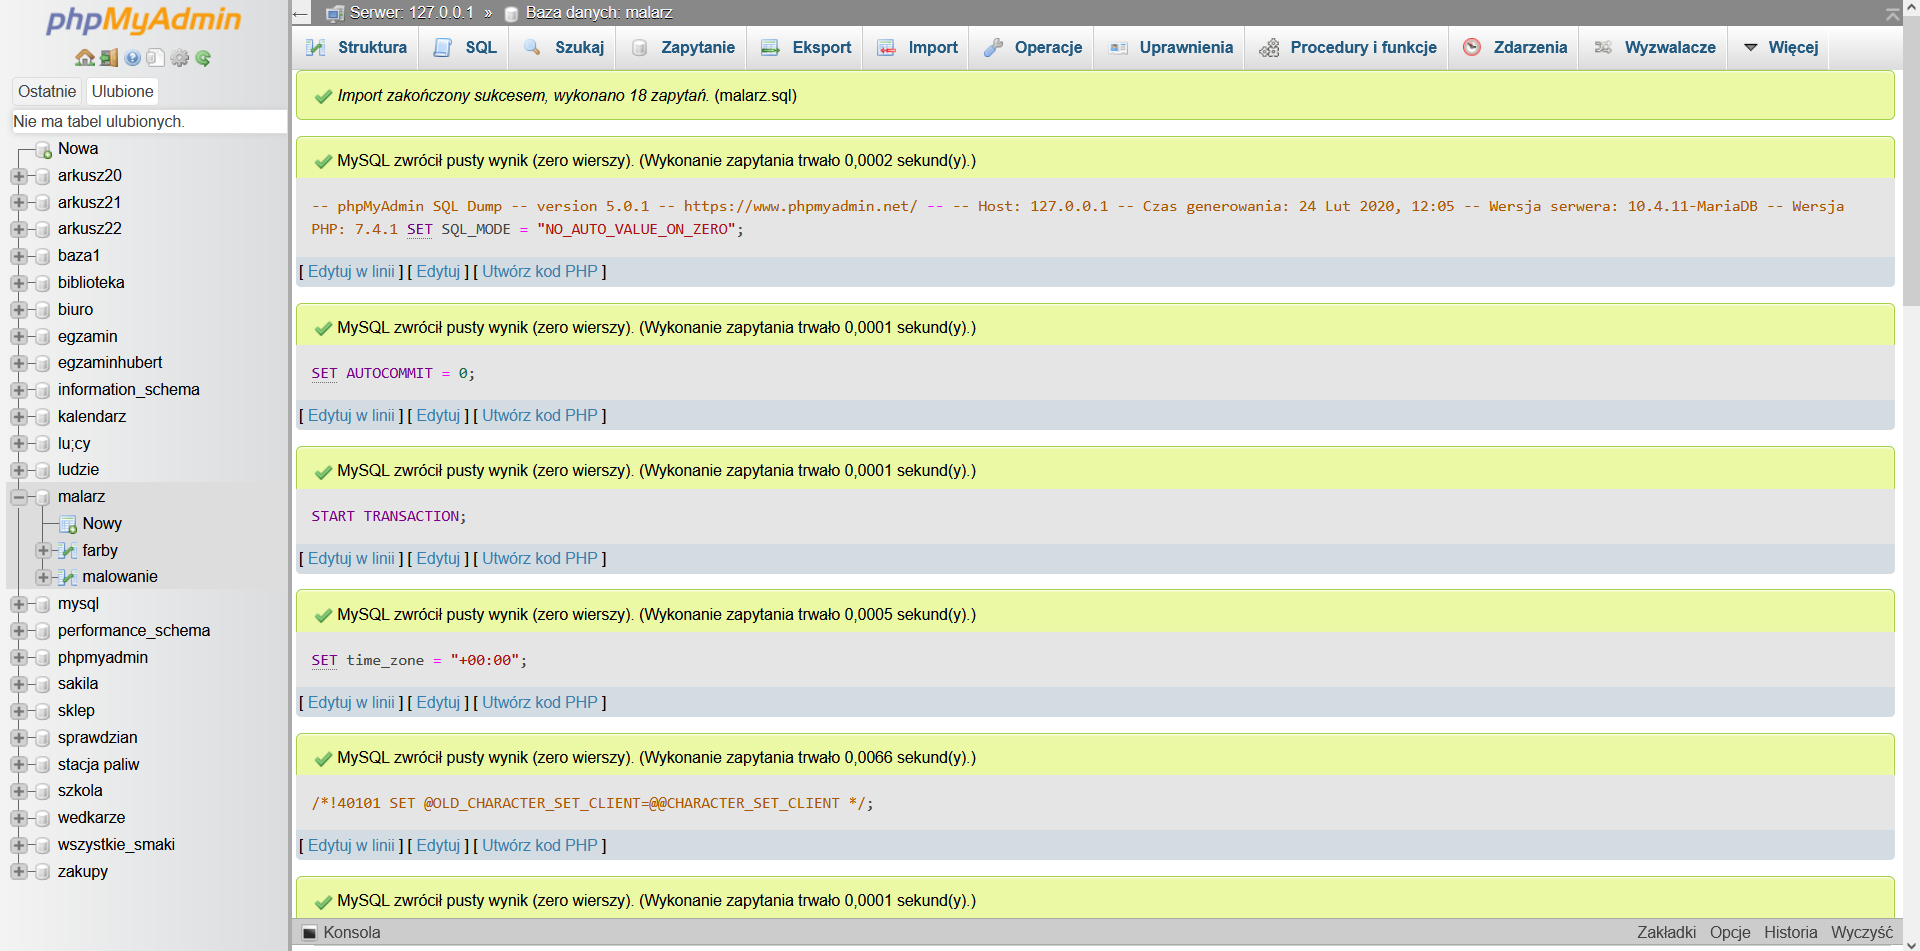 phpMyAdmin
Ostatnie Ulubione
Nie ma tabel ulubionych.
Nowa
arkusz20
arkusz21
arkusz22
baza1
biblioteka
biuro
egzamin
egzaminhubert
information_schema
kalendarz
lu;cy
ludzie
malarz
Nowy
farby
malowanie
mysql
performance_schema
phpmyadmin
sakila
sklep
sprawdzian
stacja paliw
szkola
wedkarze
wszystkie_smaki
zakupy
← Serwer: 127.0.0.1 » Baza danych: malarz
Struktura SQL Szukaj Zapytanie Eksport Import Operacje Uprawnienia Procedury i funkcje Zdarzenia Wyzwalacze Więcej
Import zakończony sukcesem, wykonano 18 zapytań. (malarz.sql)
MySQL zwrócił pusty wynik (zero wierszy). (Wykonanie zapytania trwało 0,0002 sekund(y).)
-- phpMyAdmin SQL Dump -- version 5.0.1 -- https://www.phpmyadmin.net/ -- -- Host: 127.0.0.1 -- Czas generowania: 24 Lut 2020, 12:05 -- Wersja serwera: 10.4.11-MariaDB -- Wersja
PHP: 7.4.1 SET SQL_MODE = "NO_AUTO_VALUE_ON_ZERO";
[ Edytuj w linii ] [ Edytuj ] [ Utwórz kod PHP ]
MySQL zwrócił pusty wynik (zero wierszy). (Wykonanie zapytania trwało 0,0001 sekund(y).)
SET AUTOCOMMIT = 0;
[ Edytuj w linii ] [ Edytuj ] [ Utwórz kod PHP ]
MySQL zwrócił pusty wynik (zero wierszy). (Wykonanie zapytania trwało 0,0001 sekund(y).)
START TRANSACTION;
[ Edytuj w linii ] [ Edytuj ] [ Utwórz kod PHP ]
MySQL zwrócił pusty wynik (zero wierszy). (Wykonanie zapytania trwało 0,0005 sekund(y).)
SET time_zone = "+00:00";
[ Edytuj w linii ] [ Edytuj ] [ Utwórz kod PHP ]
MySQL zwrócił pusty wynik (zero wierszy). (Wykonanie zapytania trwało 0,0066 sekund(y).)
/*!40101 SET @OLD_CHARACTER_SET_CLIENT=@@CHARACTER_SET_CLIENT */;
[ Edytuj w linii ] [ Edytuj ] [ Utwórz kod PHP ]
MySQL zwrócił pusty wynik (zero wierszy). (Wykonanie zapytania trwało 0,0001 sekund(y).)
Konsola Zakładki Opcje Historia Wyczyść